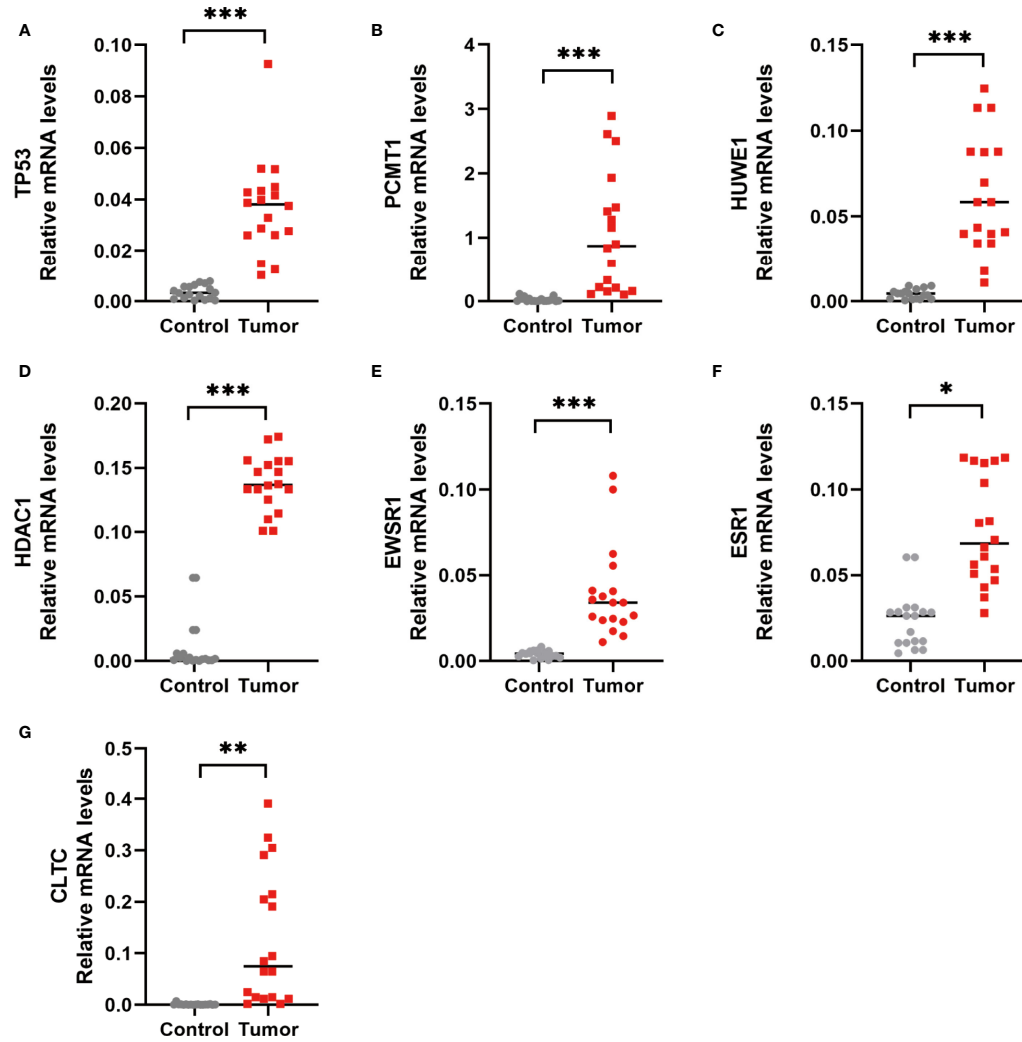 A
TP53
Relative mRNA levels
***
0.10
0.08
0.06
0.04
0.02
0.00
Control Tumor
B
PCMT1
Relative mRNA levels
***
4
3
2
1
0
Control Tumor
C
HUWE1
Relative mRNA levels
***
0.15
0.10
0.05
0.00
Control Tumor
D
HDAC1
Relative mRNA levels
***
0.20
0.15
0.10
0.05
0.00
Control Tumor
E
EWSR1
Relative mRNA levels
***
0.15
0.10
0.05
0.00
Control Tumor
F
ESR1
Relative mRNA levels
*
0.15
0.10
0.05
0.00
Control Tumor
G
CLTC
Relative mRNA levels
**
0.5
0.4
0.3
0.2
0.1
0.0
Control Tumor